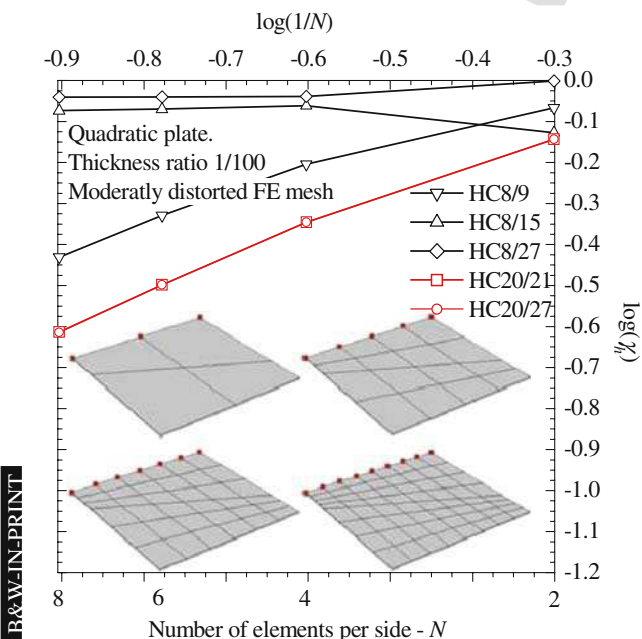 log(1/N)
-0.9 -0.8 -0.7 -0.6 -0.5 -0.4 -0.3
0.0
-0.1
-0.2
-0.3
-0.4
-0.5
-0.6
-0.7
-0.8
-0.9
-1.0
-1.1
-1.2
log(γh)
Quadratic plate.
Thickness ratio 1/100
Moderatly distorted FE mesh
HC8/9
HC8/15
HC8/27
HC20/21
HC20/27
8 6 4 2
Number of elements per side - N
B&W-IN-PRINT